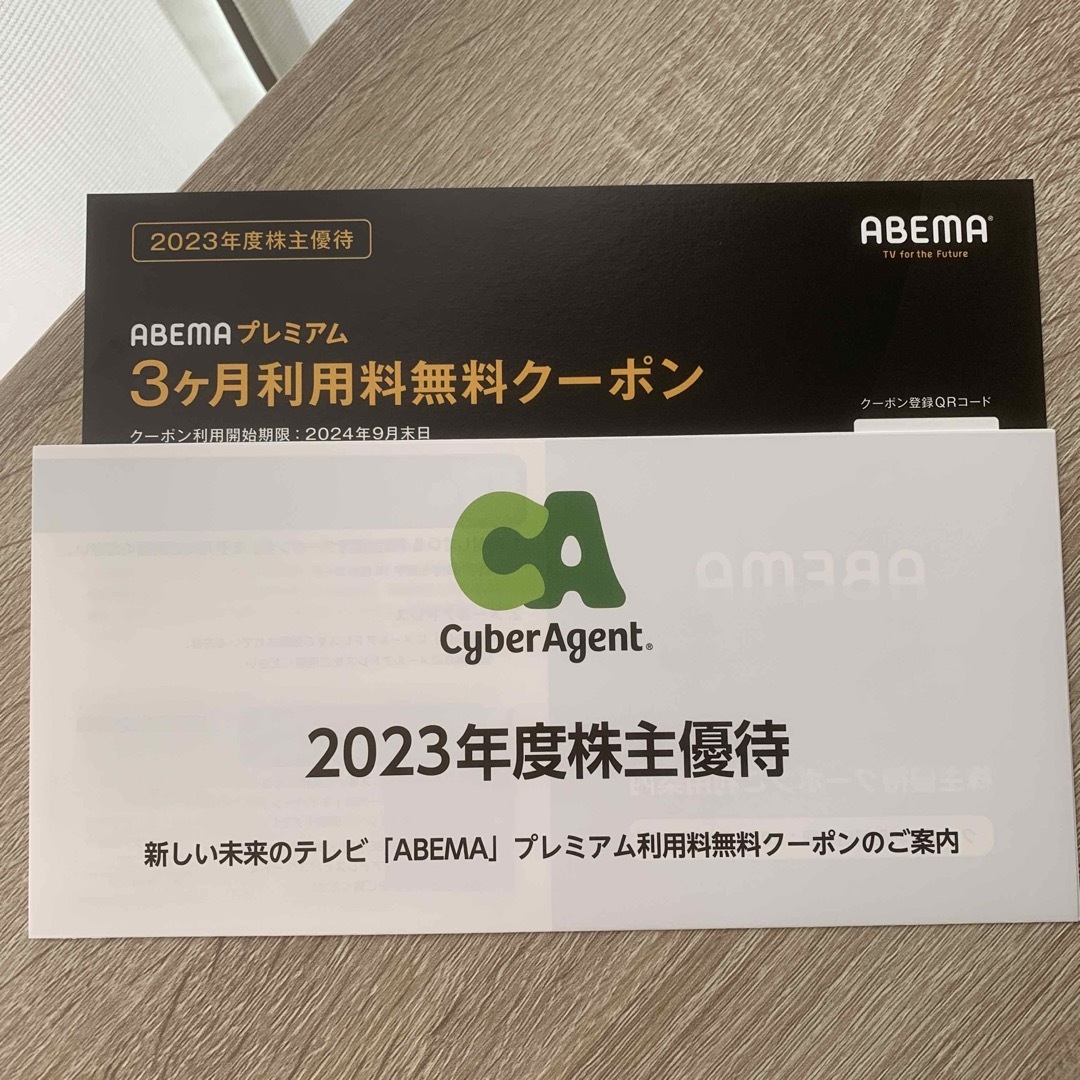 2023年度株主優待
ABEMA
TV for the Future
ABEMAプレミアム
3ヶ月利用料無料クーポン
クーポン登録QRコード
クーポン利用開始期限：2024年9月末日
CA
CyberAgent
2023年度株主優待
新しい未来のテレビ「ABEMA」プレミアム利用料無料クーポンのご案内